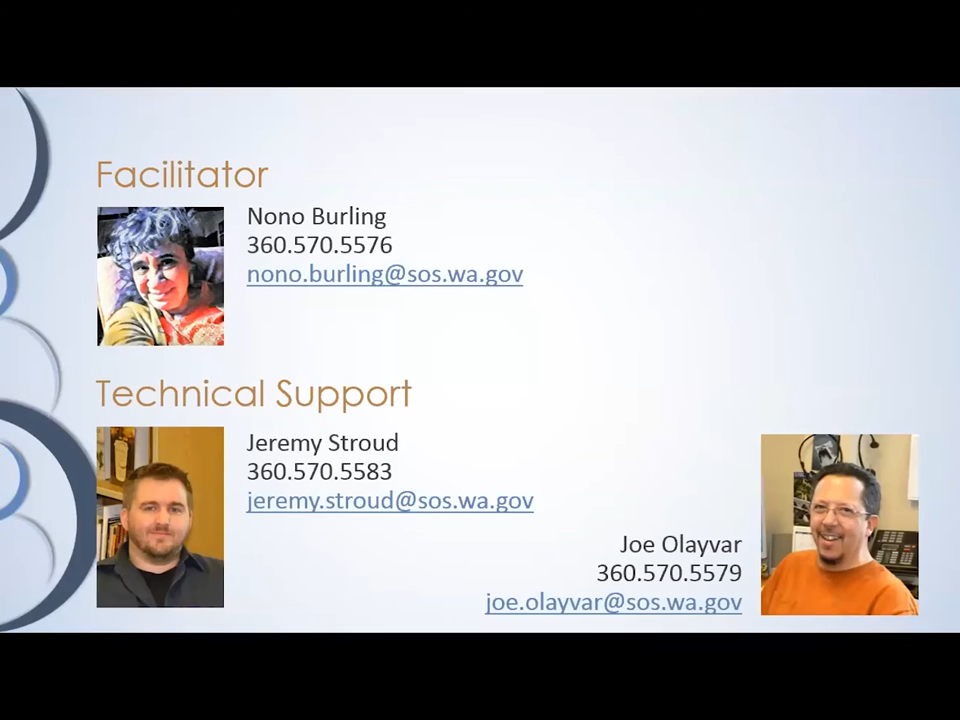 Facilitator
Nono Burling
360.570.5576
nono.burling@sos.wa.gov
Technical Support
Jeremy Stroud
360.570.5583
jeremy.stroud@sos.wa.gov
Joe Olayvar
360.570.5579
joe.olayvar@sos.wa.gov